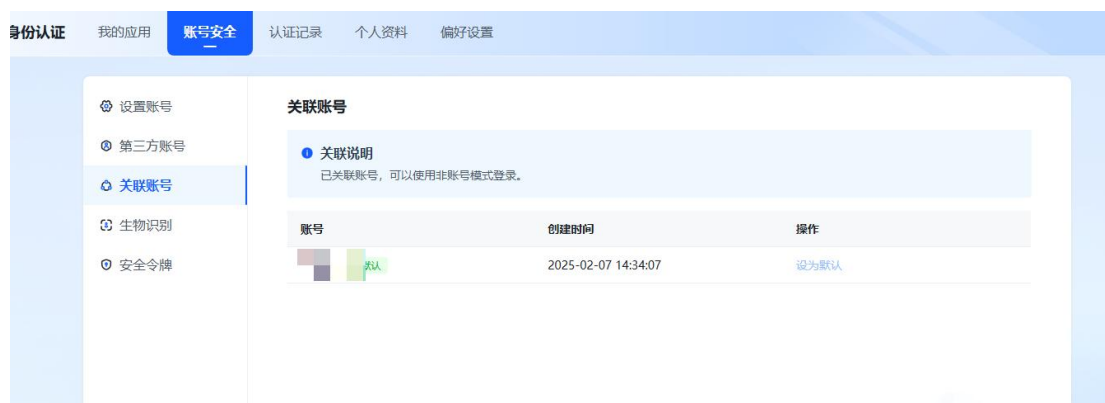 身份认证 我的应用 账号安全 认证记录 个人资料 偏好设置
设置账号
第三方账号
关联账号
生物识别
安全令牌
关联账号
关联说明
已关联账号，可以使用非账号模式登录。
账号 创建时间 操作
默认 2025-02-07 14:34:07 设为默认